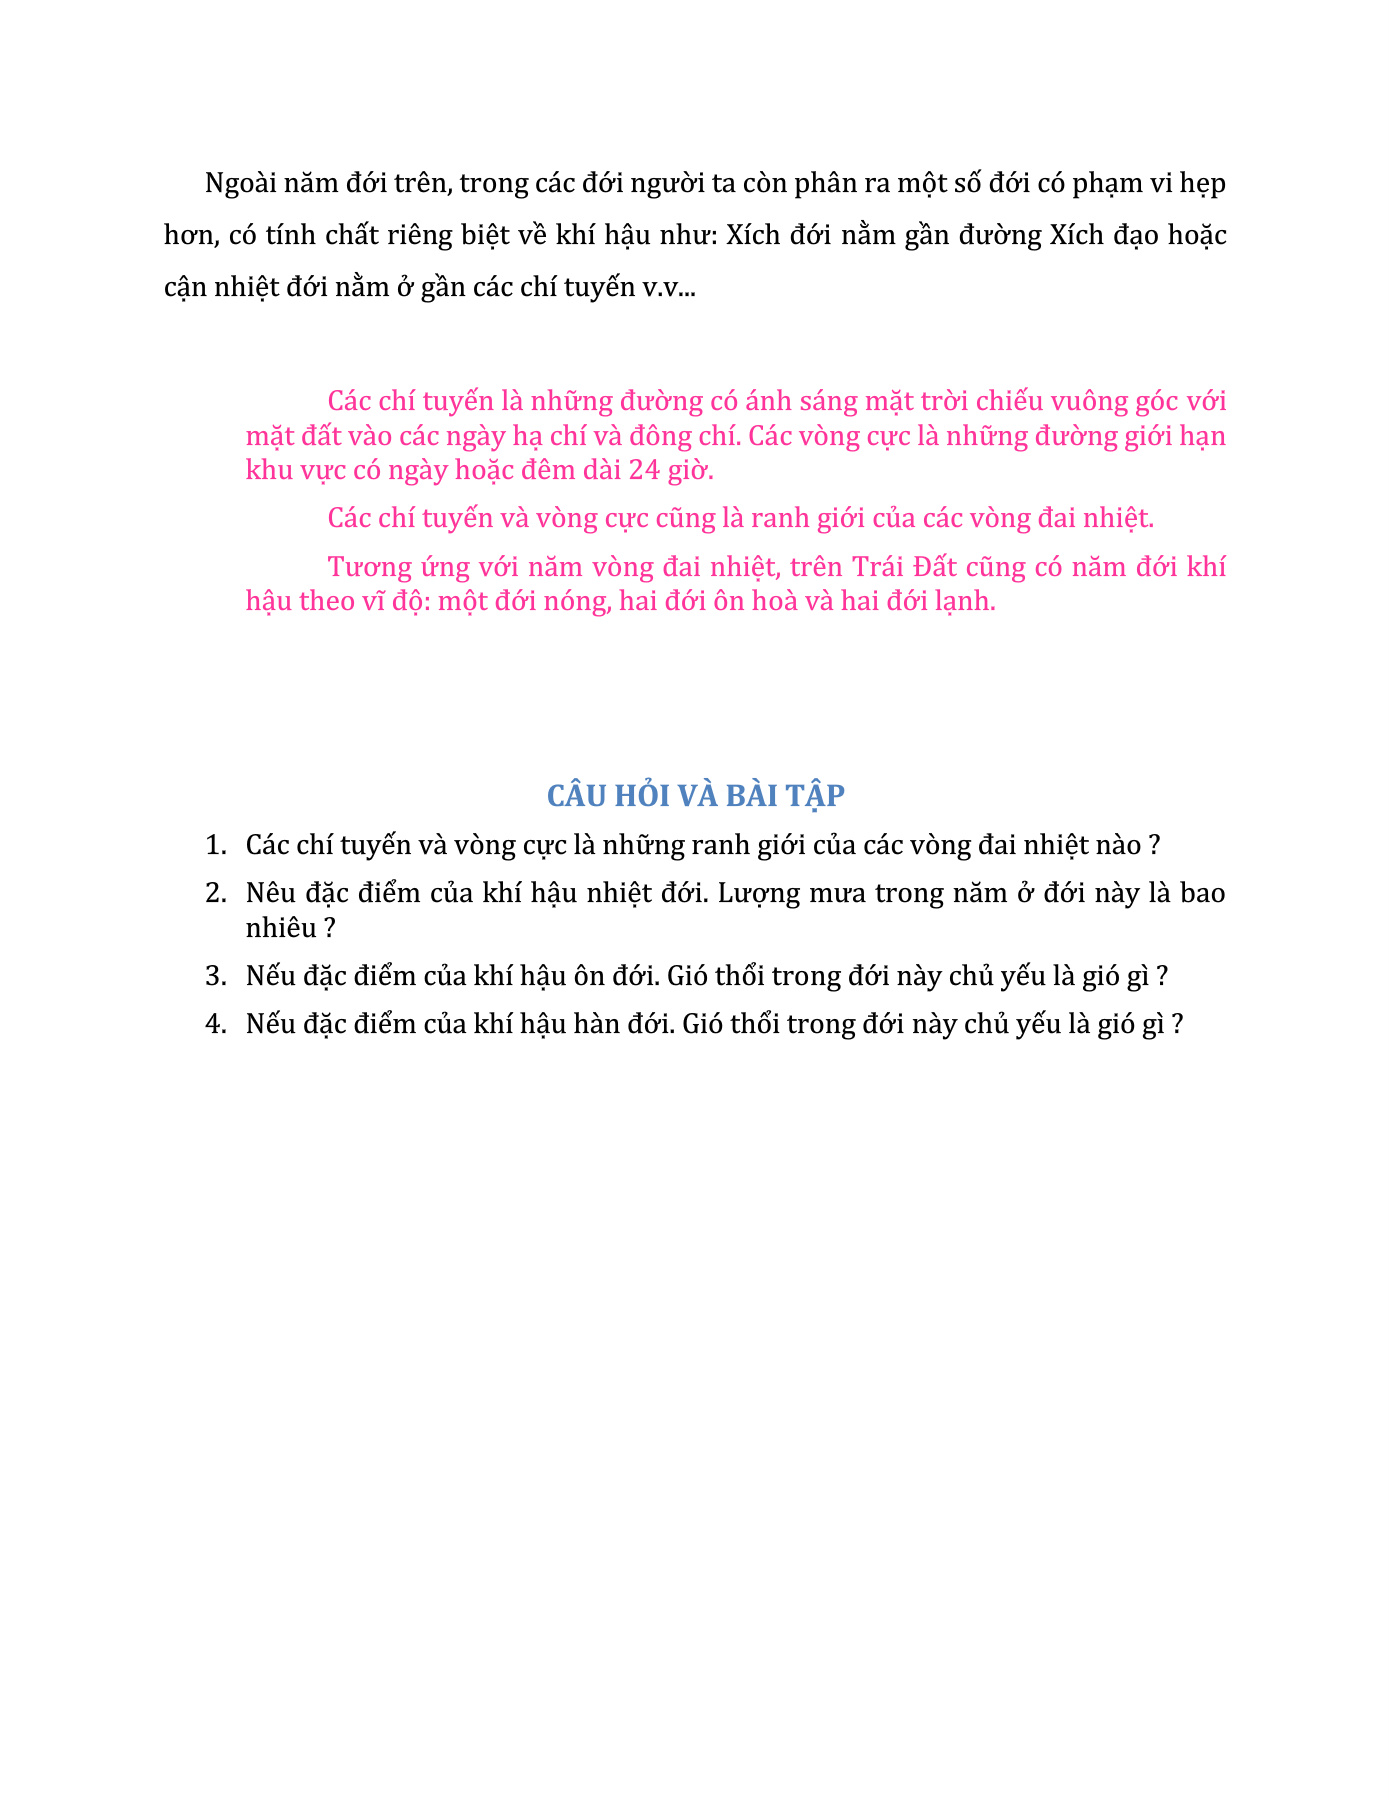 Ngoài năm đới trên, trong các đới người ta còn phân ra một số đới có phạm vi hẹp
hơn, có tính chất riêng biệt về khí hậu như: Xích đới nằm gần đường Xích đạo hoặc
cận nhiệt đới nằm ở gần các chí tuyến v.v...
Các chí tuyến là những đường có ánh sáng mặt trời chiếu vuông góc với
mặt đất vào các ngày hạ chí và đông chí. Các vòng cực là những đường giới hạn
khu vực có ngày hoặc đêm dài 24 giờ.
Các chí tuyến và vòng cực cũng là ranh giới của các vòng đai nhiệt.
Tương ứng với năm vòng đai nhiệt, trên Trái Đất cũng có năm đới khí
hậu theo vĩ độ: một đới nóng, hai đới ôn hoà và hai đới lạnh.
CÂU HỎI VÀ BÀI TẬP
1. Các chí tuyến và vòng cực là những ranh giới của các vòng đai nhiệt nào ?
2. Nêu đặc điểm của khí hậu nhiệt đới. Lượng mưa trong năm ở đới này là bao
nhiêu ?
3. Nếu đặc điểm của khí hậu ôn đới. Gió thổi trong đới này chủ yếu là gió gì ?
4. Nếu đặc điểm của khí hậu hàn đới. Gió thổi trong đới này chủ yếu là gió gì ?